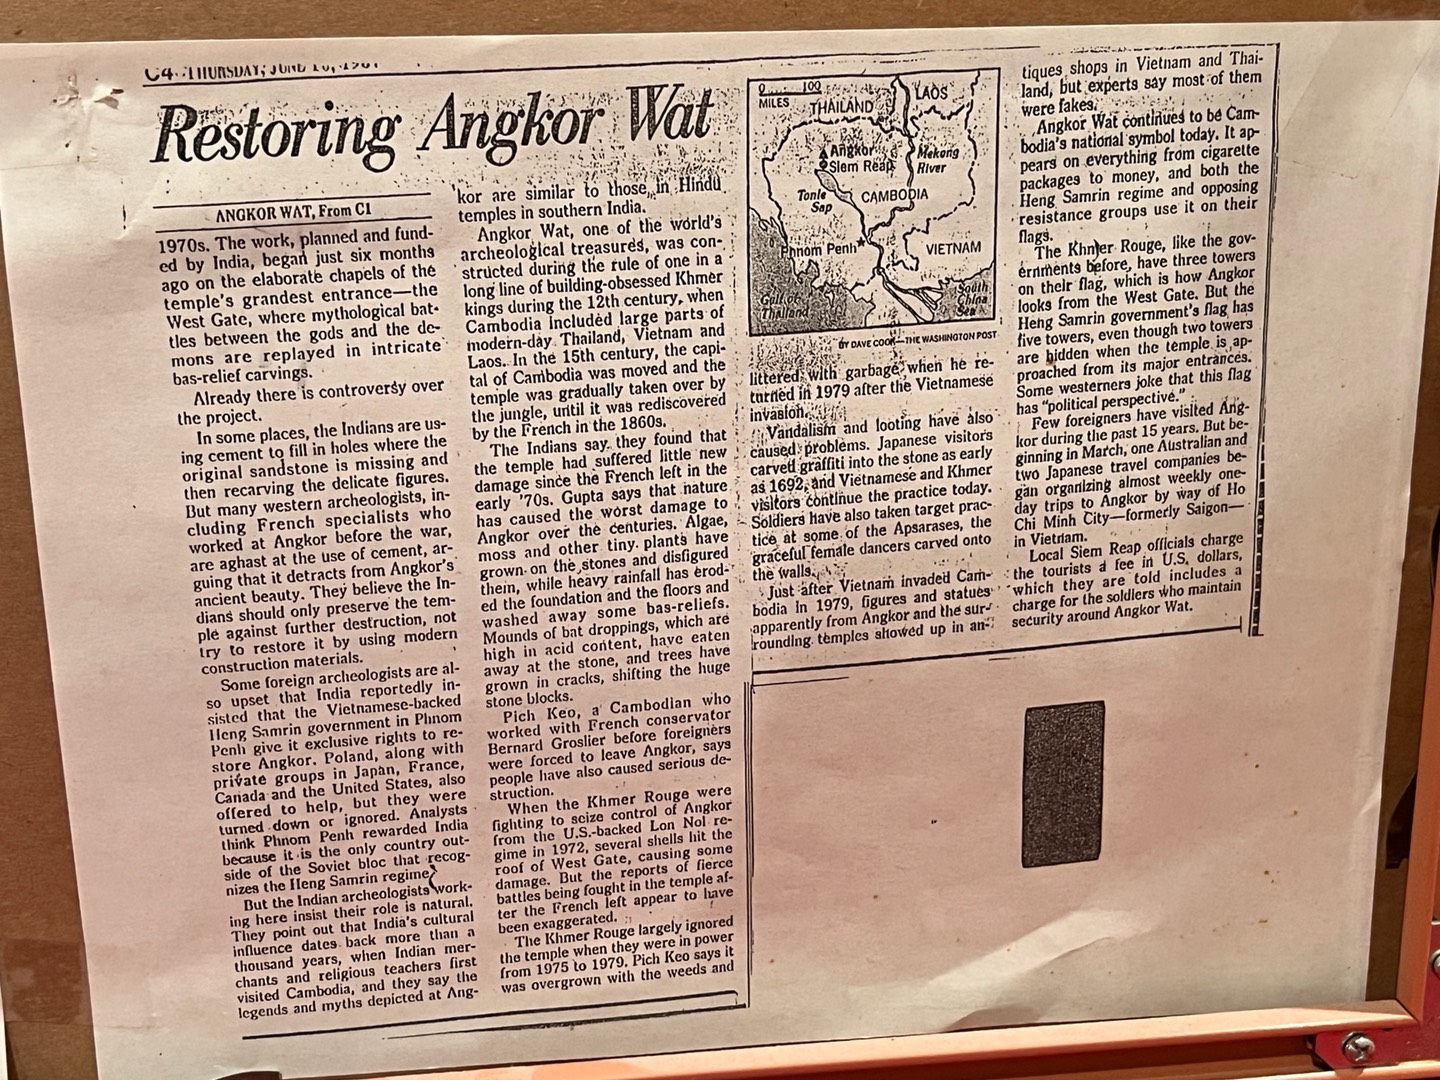 C4 THURSDAY, JUNE
Restoring Angkor Wat
ANGKOR WAT, From C1
1970s. The work, planned and fund-
ed by India, began just six months
ago on the elaborate chapels of the
temple's grandest entrance—the
West Gate, where mythological bat-
tles between the gods and the de-
mons are replayed in intricate
bas-relief carvings.
Already there is controversy over
the project.
In some places, the Indians are us-
ing cement to fill in holes where the
original sandstone is missing and
then recarving the delicate figures.
But many western archeologists, in-
cluding French specialists who
worked at Angkor before the war,
are aghast at the use of cement, ar-
guing that it detracts from Angkor's
ancient beauty. They believe the In-
dians should only preserve the tem-
ple against further destruction, not
try to restore it by using modern
construction materials.
Some foreign archeologists are al-
so upset that India reportedly in-
sisted that the Vietnamese-backed
Heng Samrin government in Phnom
Penh give it exclusive rights to re-
store Angkor. Poland, along with
private groups in Japan, France,
Canada and the United States, also
offered to help, but they were
turned down or ignored. Analysts
think Phnom Penh rewarded India
because it is the only country out-
side of the Soviet bloc that recog-
nizes the Heng Samrin regime.
But the Indian archeologists work-
ing here insist their role is natural.
They point out that India's cultural
influence dates back more than a
thousand years, when Indian mer-
chants and religious teachers first
visited Cambodia, and they say the
legends and myths depicted at Ang-
kor are similar to those in Hindu
temples in southern India.
Angkor Wat, one of the world's
archeological treasures, was con-
structed during the rule of one in a
long line of building-obsessed Khmer
kings during the 12th century, when
Cambodia included large parts of
modern-day Thailand, Vietnam and
Laos. In the 15th century, the capi-
tal of Cambodia was moved and the
temple was gradually taken over by
the jungle, until it was rediscovered
by the French in the 1860s.
The Indians say they found that
the temple had suffered little new
damage since the French left in the
early '70s. Gupta says that nature
has caused the worst damage to
Angkor over the centuries. Algae,
moss and other tiny plants have
grown on the stones and disfigured
them, while heavy rainfall has erod-
ed the foundation and the floors and
washed away some bas-reliefs.
Mounds of bat droppings, which are
high in acid content, have eaten
away at the stone, and trees have
grown in cracks, shifting the huge
stone blocks.
Pich Keo, a Cambodian who
worked with French conservator
Bernard Groslier before foreigners
were forced to leave Angkor, says
people have also caused serious de-
struction.
When the Khmer Rouge were
fighting to seize control of Angkor
from the U.S.-backed Lon Nol re-
gime in 1972, several shells hit the
roof of West Gate, causing some
damage. But the reports of fierce
battles being fought in the temple af-
ter the French left appear to have
been exaggerated.
The Khmer Rouge largely ignored
the temple when they were in power
from 1975 to 1979. Pich Keo says it
was overgrown with the weeds and
0 100
MILES
THAILAND
LAOS
Angkor
Siem Reap
Mekong
River
Tonle
Sap
CAMBODIA
Phnom Penh
VIETNAM
Gulf of
Thailand
South
China
Sea
BY DAVE COOK—THE WASHINGTON POST
littered with garbage when he re-
turned in 1979 after the Vietnamese
invasion.
Vandalism and looting have also
caused problems. Japanese visitors
carved graffiti into the stone as early
as 1692, and Vietnamese and Khmer
visitors continue the practice today.
Soldiers have also taken target prac-
tice at some of the Apsarases, the
graceful female dancers carved onto
the walls.
Just after Vietnam invaded Cam-
bodia in 1979, figures and statues
apparently from Angkor and the sur-
rounding temples showed up in an-
tiques shops in Vietnam and Thai-
land, but experts say most of them
were fakes.
Angkor Wat continues to be Cam-
bodia's national symbol today. It ap-
pears on everything from cigarette
packages to money, and both the
Heng Samrin regime and opposing
resistance groups use it on their
flags.
The Khmer Rouge, like the gov-
ernments before, have three towers
on their flag, which is how Angkor
looks from the West Gate. But the
Heng Samrin government's flag has
five towers, even though two towers
are hidden when the temple is ap-
proached from its major entrances.
Some westerners joke that this flag
has "political perspective."
Few foreigners have visited Ang-
kor during the past 15 years. But be-
ginning in March, one Australian and
two Japanese travel companies be-
gan organizing almost weekly one-
day trips to Angkor by way of Ho
Chi Minh City—formerly Saigon—
in Vietnam.
Local Siem Reap officials charge
the tourists a fee in U.S. dollars,
which they are told includes a
charge for the soldiers who maintain
security around Angkor Wat.